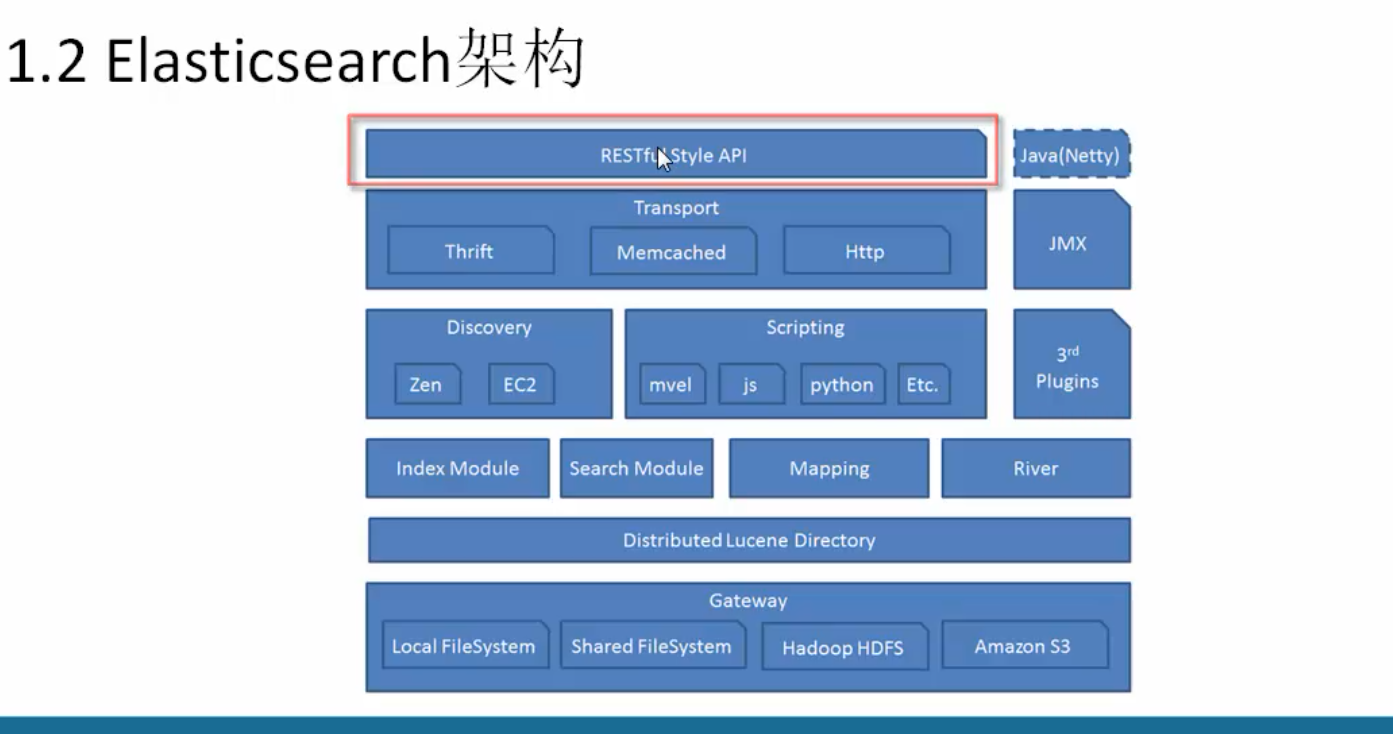 1.2 Elasticsearch架构
RESTful Style API
Java(Netty)
Transport
Thrift
Memcached
Http
JMX
Discovery
Zen
EC2
Scripting
mvel
js
python
Etc.
3rd
Plugins
Index Module
Search Module
Mapping
River
Distributed Lucene Directory
Gateway
Local FileSystem
Shared FileSystem
Hadoop HDFS
Amazon S3